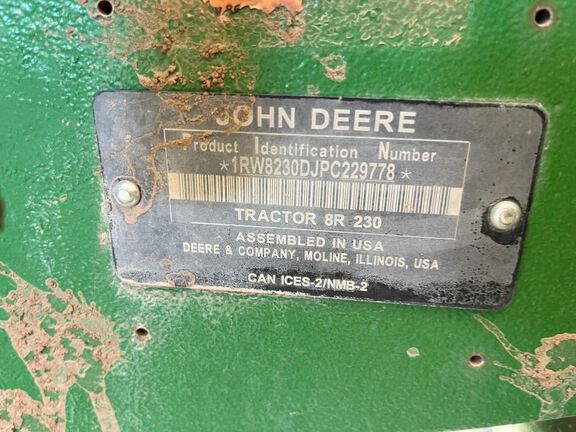 JOHN DEERE
Product Identification Number
*1RW8230DJPC229778*
TRACTOR 8R 230
ASSEMBLED IN USA
DEERE & COMPANY, MOLINE, ILLINOIS, USA
CAN ICES-2/NMB-2